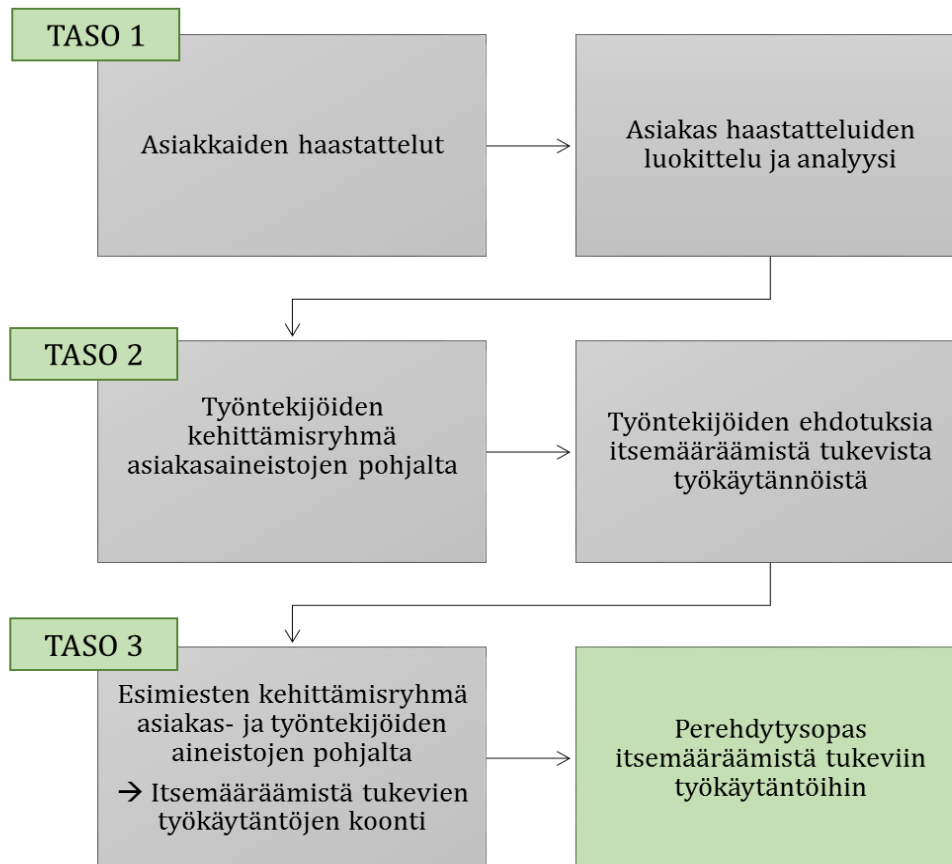 TASO 1
Asiakkaiden haastattelut
Asiakas haastatteluiden
luokittelu ja analyysi
TASO 2
Työntekijöiden
kehittämisryhmä
asiakasaineistojen pohjalta
Työntekijöiden ehdotuksia
itsemääräämistä tukevista
työkäytännöistä
TASO 3
Esimiesten kehittämisryhmä
asiakas- ja työntekijöiden
aineistojen pohjalta
→ Itsemääräämistä tukevien
työkäytäntöjen koonti
Perehdytysopas
itsemääräämistä tukeviin
työkäytäntöihin